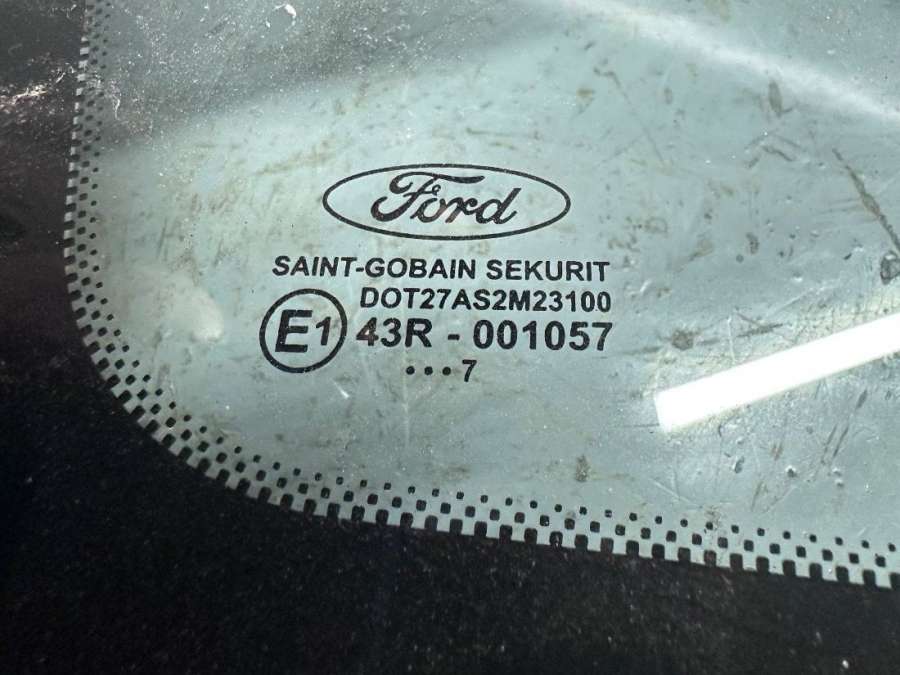 Ford
SAINT-GOBAIN SEKURIT
DOT27AS2M23100
E1 43R - 001057
...7